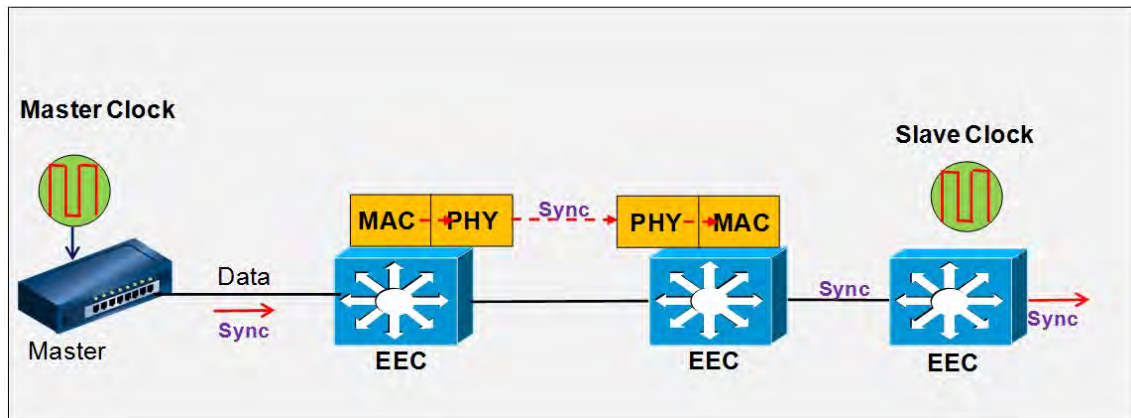 Master Clock
Slave Clock
MAC PHY
Sync
PHY MAC
Data
Sync
Sync
Sync
Master
EEC
EEC
EEC